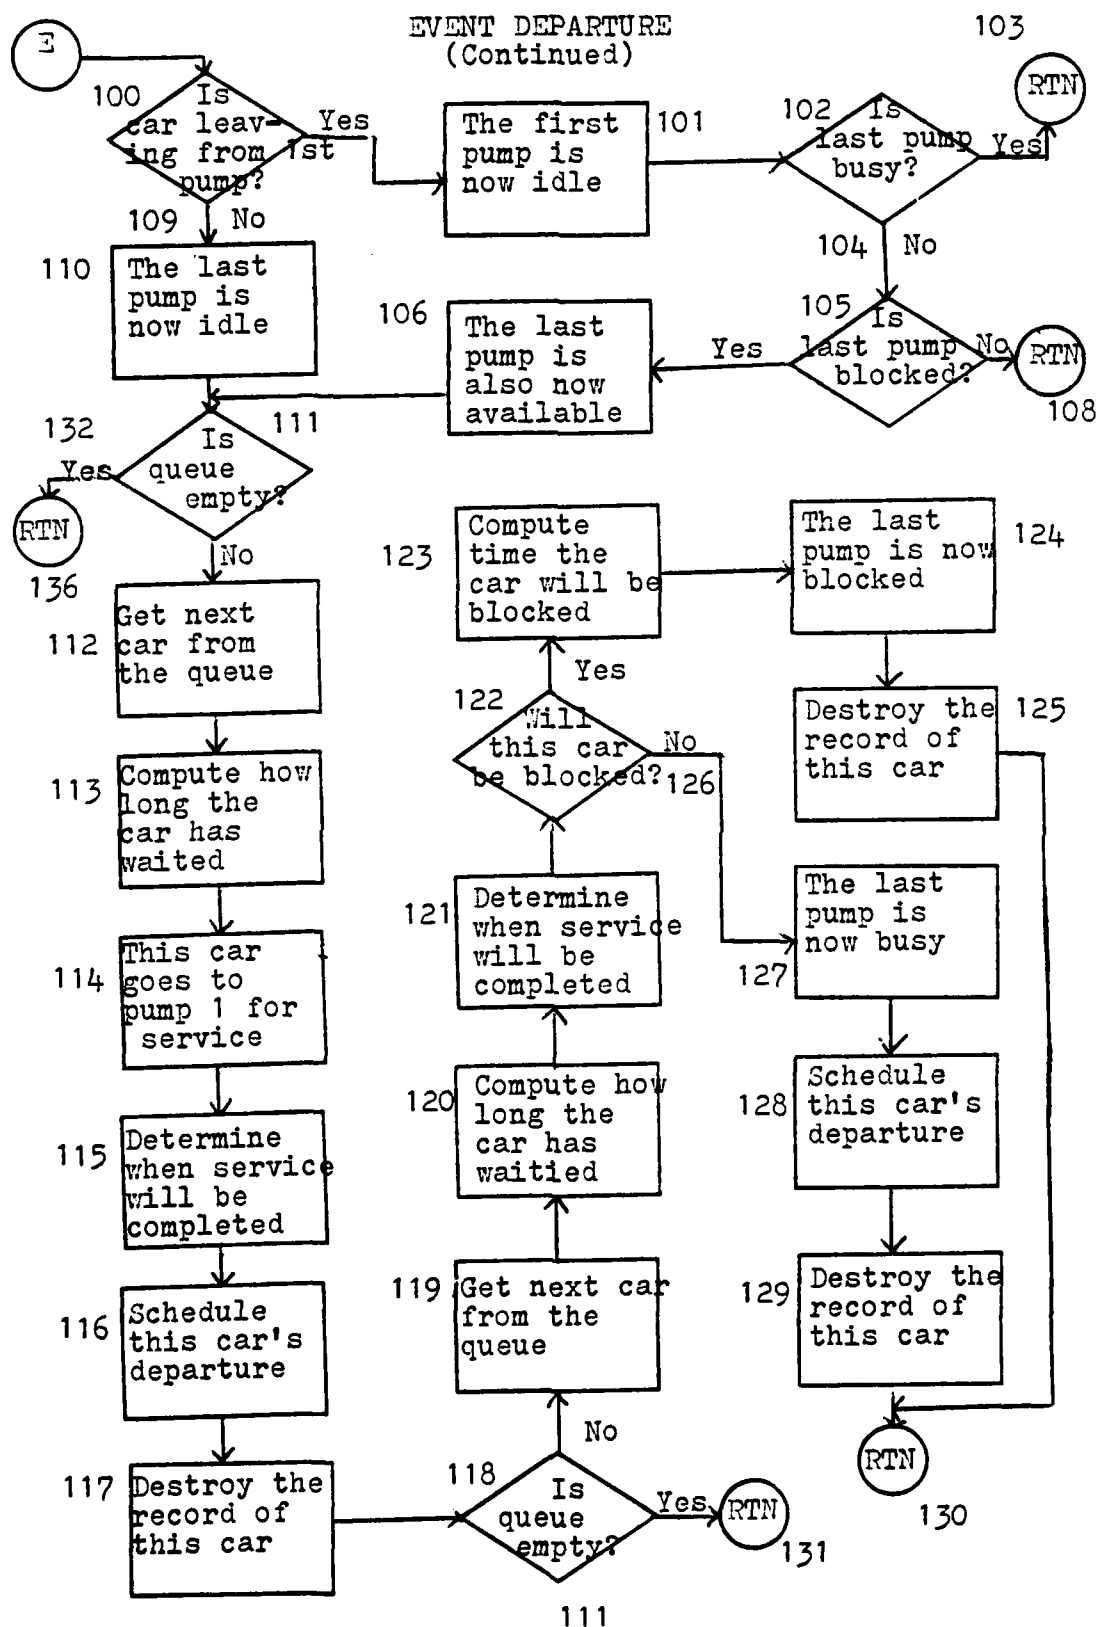 EVENT DEPARTURE
(Continued)
E
100
Is
car leav-
ing from 1st
pump?
Yes
The first
pump is
now idle
101
102
Is
last pump
busy?
Yes
103
RTN
109
No
104
No
110
The last
pump is
now idle
106
The last
pump is
also now
available
Yes
105
Is
last pump
blocked?
No
RTN
108
132
Yes
111
Is
queue
empty?
RTN
136
No
112
Get next
car from
the queue
113
Compute how
long the
car has
waited
114
This car
goes to
pump 1 for
service
115
Determine
when service
will be
completed
116
Schedule
this car's
departure
117
Destroy the
record of
this car
118
Is
queue
empty?
111
Yes
RTN
131
No
119
Get next car
from the
queue
120
Compute how
long the
car has
waitied
121
Determine
when service
will be
completed
122
Will
this car
be blocked?
Yes
No
126
123
Compute
time the
car will be
blocked
The last
pump is now
blocked
124
Destroy the
record of
this car
125
The last
pump is
now busy
127
128
Schedule
this car's
departure
129
Destroy the
record of
this car
RTN
130